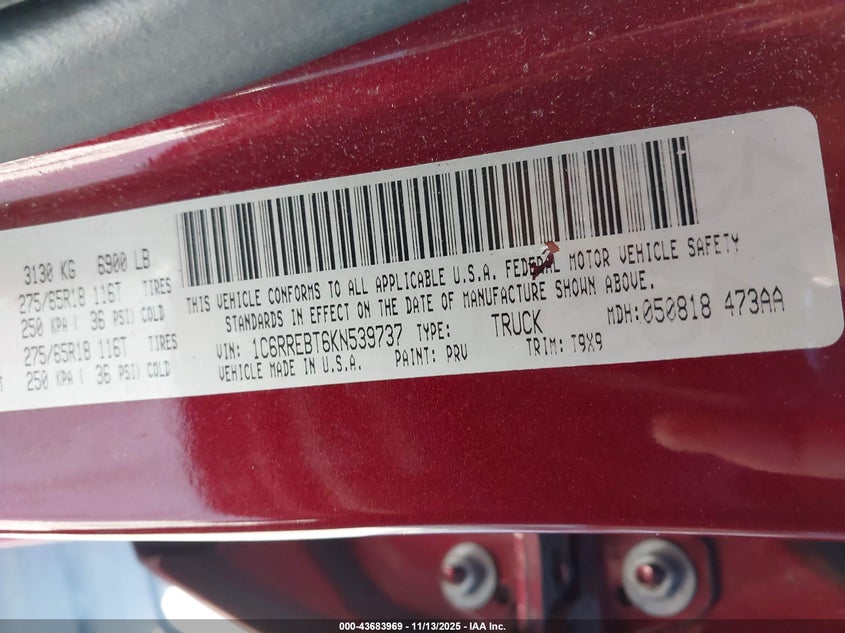 3130 KG 6900 LB
275/65R18 116T TIRES
250 KPA ( 36 PSI) COLD
275/65R18 116T TIRES
250 KPA ( 36 PSI) COLD
THIS VEHICLE CONFORMS TO ALL APPLICABLE U.S.A. FEDERAL MOTOR VEHICLE SAFETY
STANDARDS IN EFFECT ON THE DATE OF MANUFACTURE SHOWN ABOVE.
VIN: 1C6RREBT6KN539737 TYPE: TRUCK MDH:050818 473AA
VEHICLE MADE IN U.S.A. PAINT: PRV TRIM: T9X9
000-43683969 - 11/13/2025 - IAA Inc.